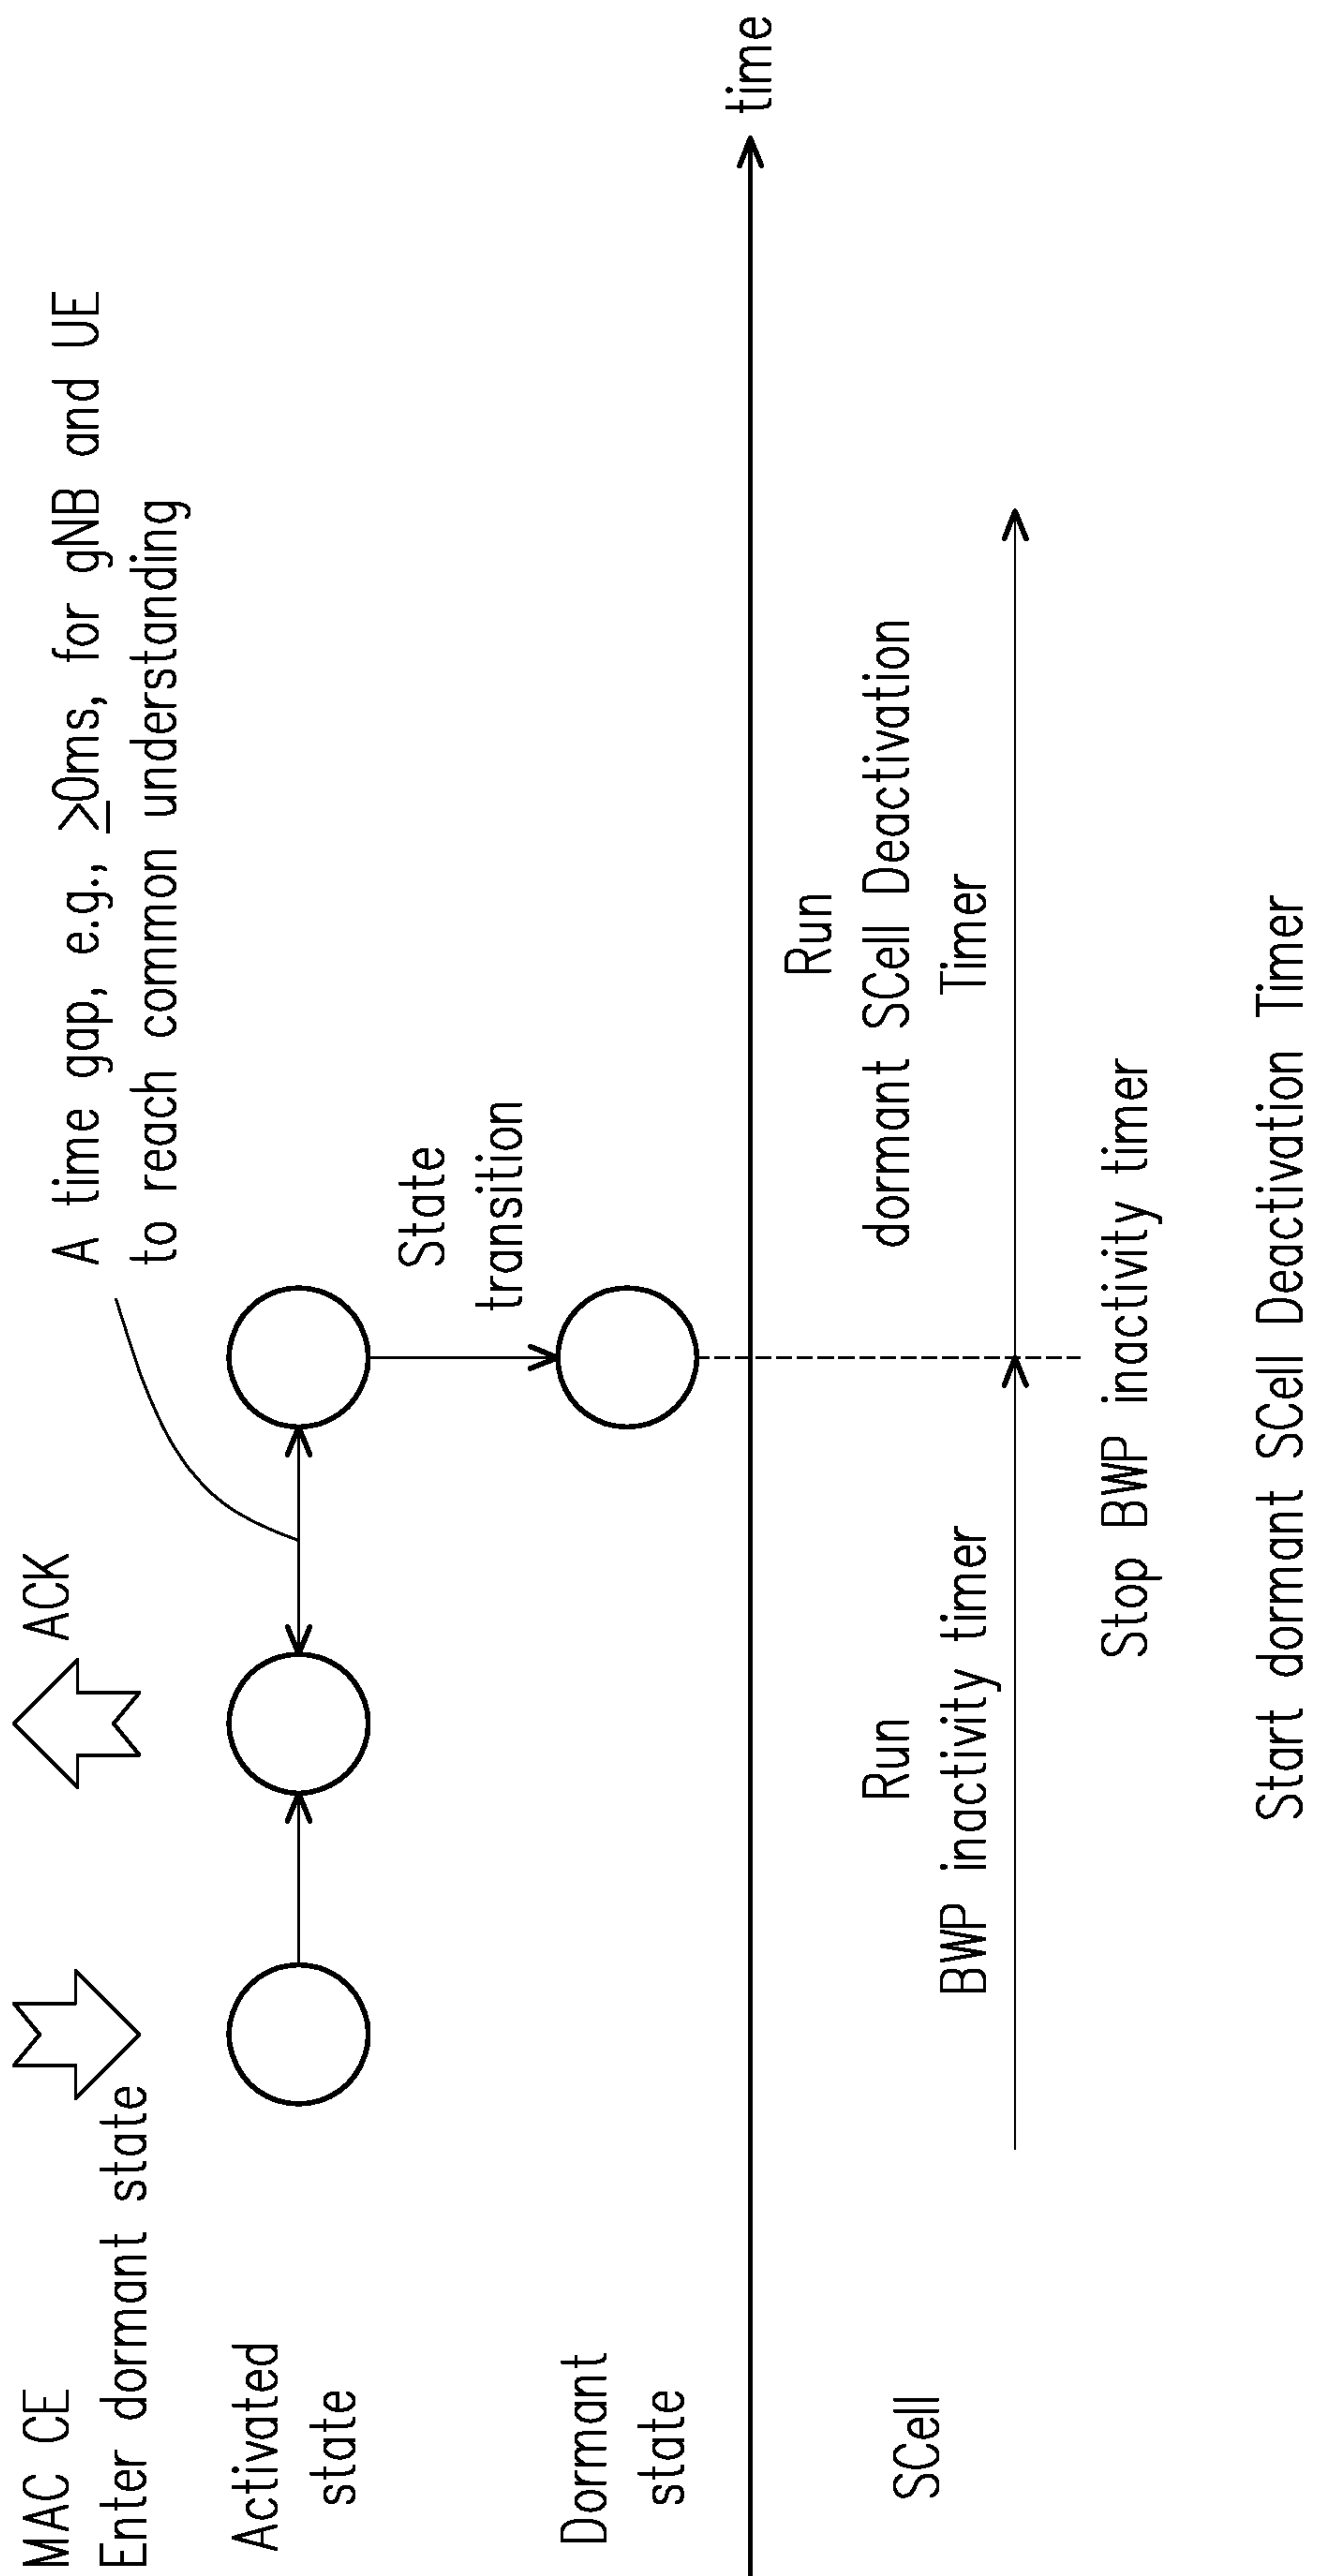 MAC CE
Enter dormant state
ACK
A time gap, e.g., ≥0ms, for gNB and UE
to reach common understanding
Activated
state
State
transition
Dormant
state
time
SCell
Run
BWP inactivity timer
Run
dormant SCell Deactivation
Timer
Stop BWP inactivity timer
Start dormant SCell Deactivation Timer